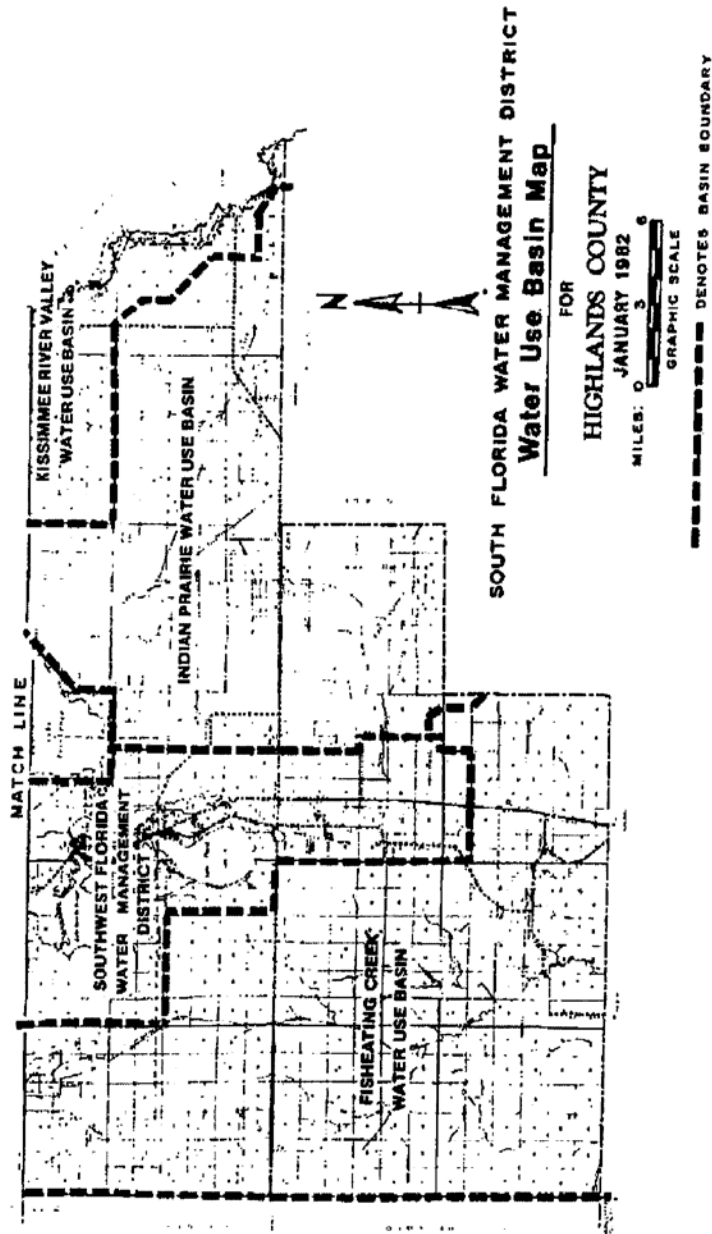 MATCH LINE
KISSIMMEE RIVER VALLEY
WATER USE BASIN
SOUTHWEST FLORIDA
WATER MANAGEMENT
DISTRICT
INDIAN PRAIRIE WATER USE BASIN
FISHEATING CREEK
WATER USE BASIN
N
SOUTH FLORIDA WATER MANAGEMENT DISTRICT
Water Use Basin Map
FOR
HIGHLANDS COUNTY
JANUARY 1982
MILES: 0 3 6
GRAPHIC SCALE
DENOTES BASIN BOUNDARY